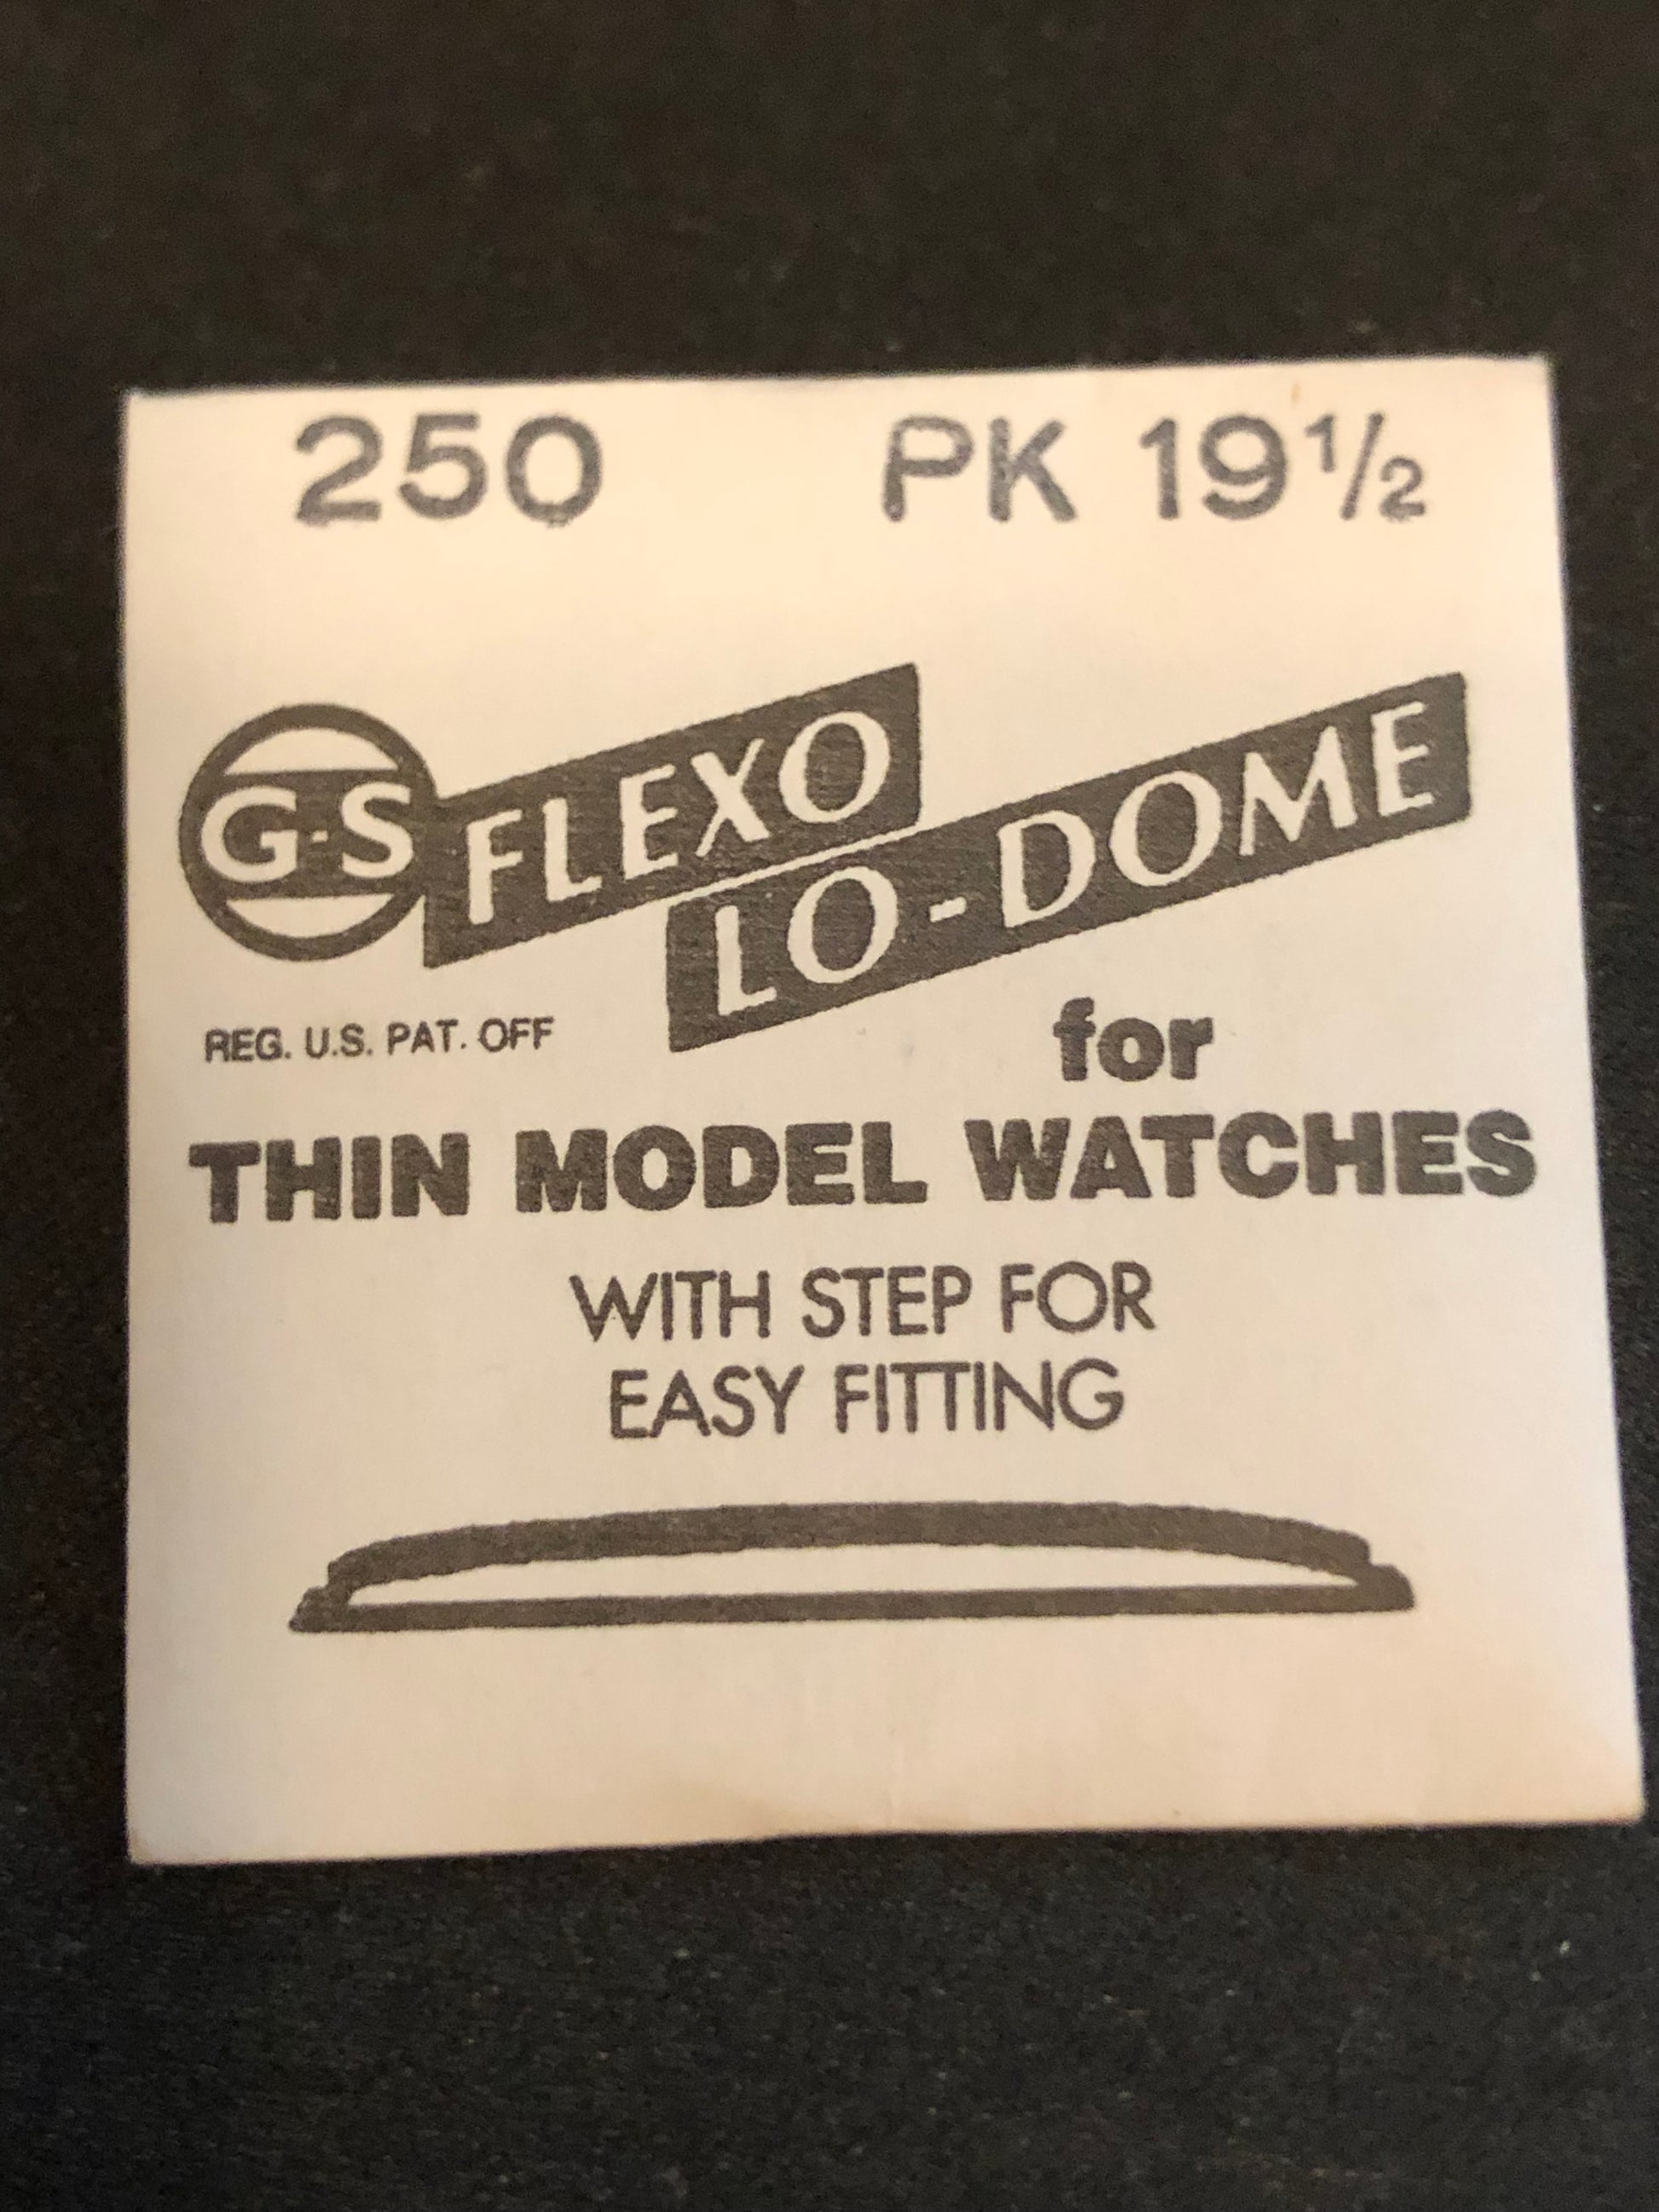 250 PK 19½
G-S FLEXO
LO-DOME
REG. U.S. PAT. OFF
for
THIN MODEL WATCHES
WITH STEP FOR
EASY FITTING